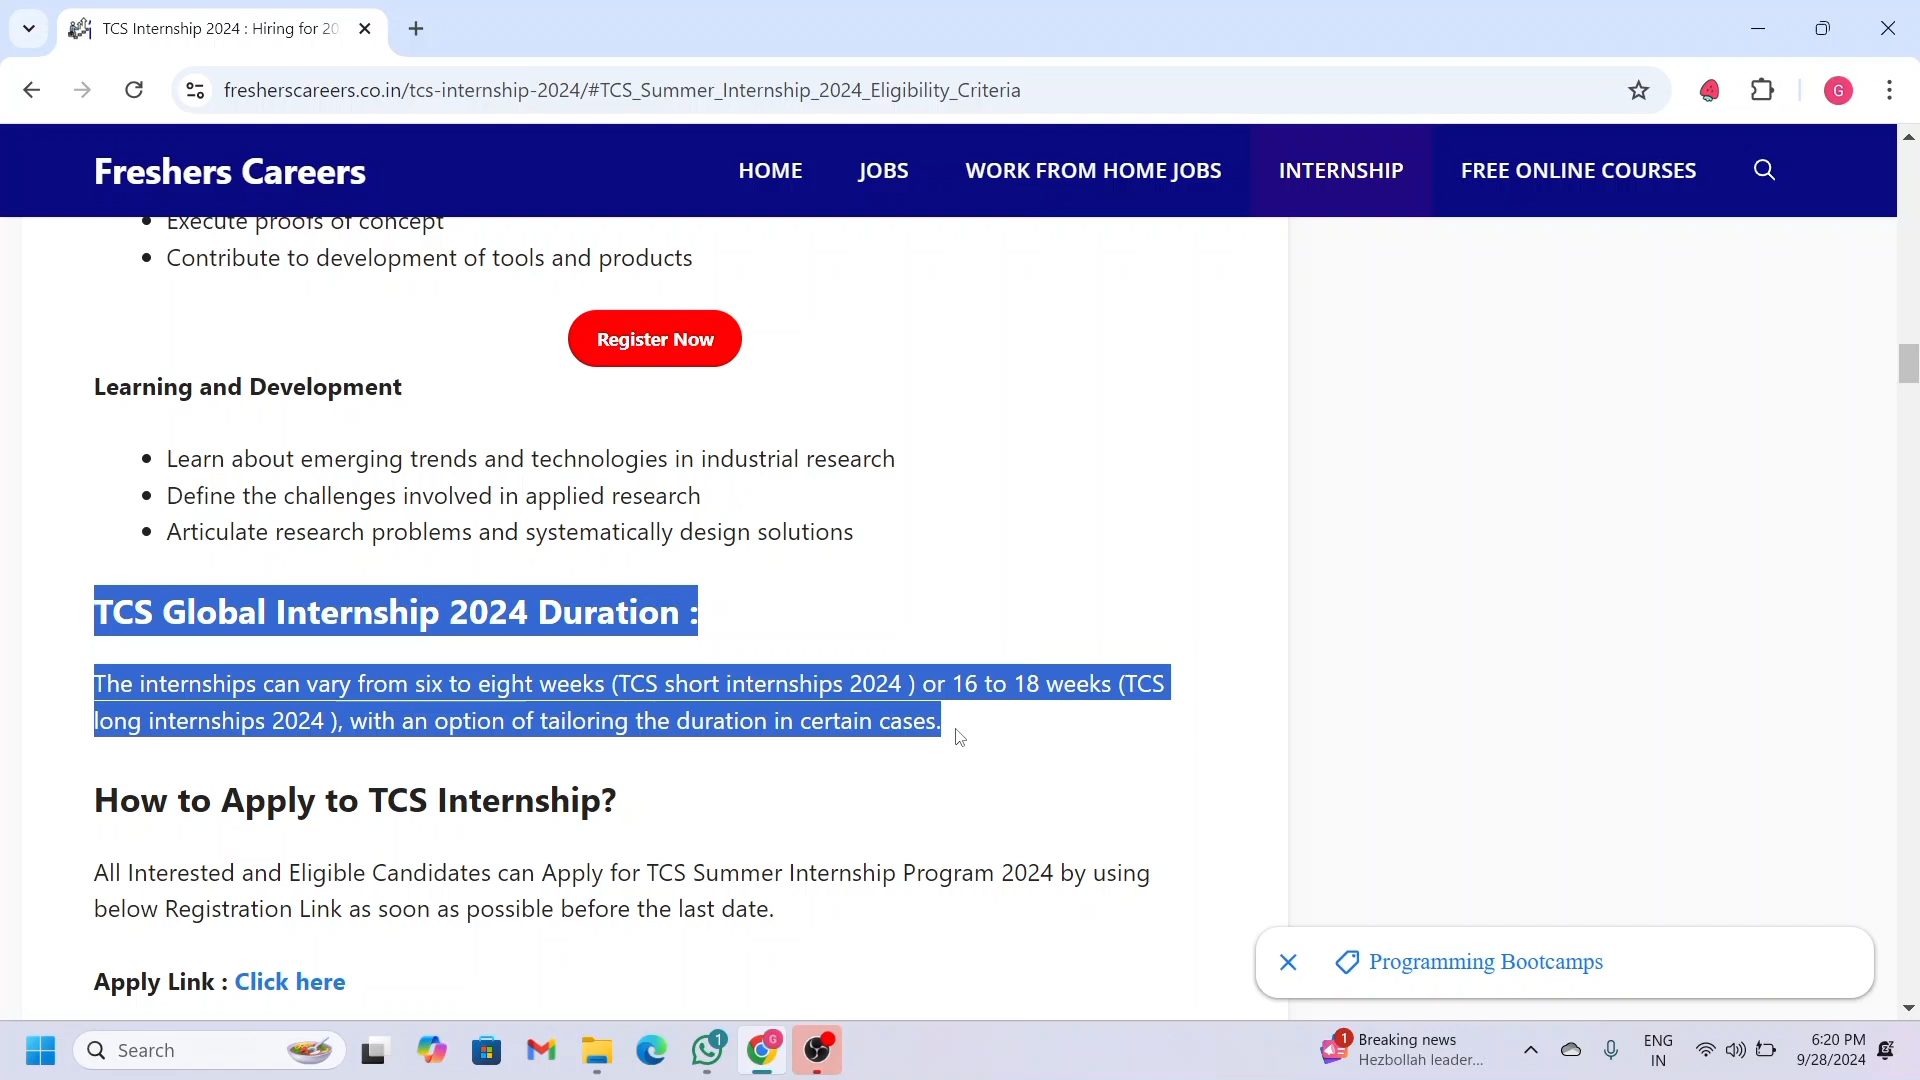 TCS Internship 2024 : Hiring for 20
fresherscareers.co.in/tcs-internship-2024/#TCS_Summer_Internship_2024_Eligibility_Criteria
G
Freshers Careers
HOME
JOBS
WORK FROM HOME JOBS
INTERNSHIP
FREE ONLINE COURSES
Execute proofs of concept
Contribute to development of tools and products
Register Now
Learning and Development
Learn about emerging trends and technologies in industrial research
Define the challenges involved in applied research
Articulate research problems and systematically design solutions
TCS Global Internship 2024 Duration :
The internships can vary from six to eight weeks (TCS short internships 2024 ) or 16 to 18 weeks (TCS
long internships 2024 ), with an option of tailoring the duration in certain cases.
How to Apply to TCS Internship?
All Interested and Eligible Candidates can Apply for TCS Summer Internship Program 2024 by using
below Registration Link as soon as possible before the last date.
Programming Bootcamps
Apply Link : Click here
Search
1
G
1
Breaking news
Hezbollah leader...
ENG
IN
6:20 PM
9/28/2024